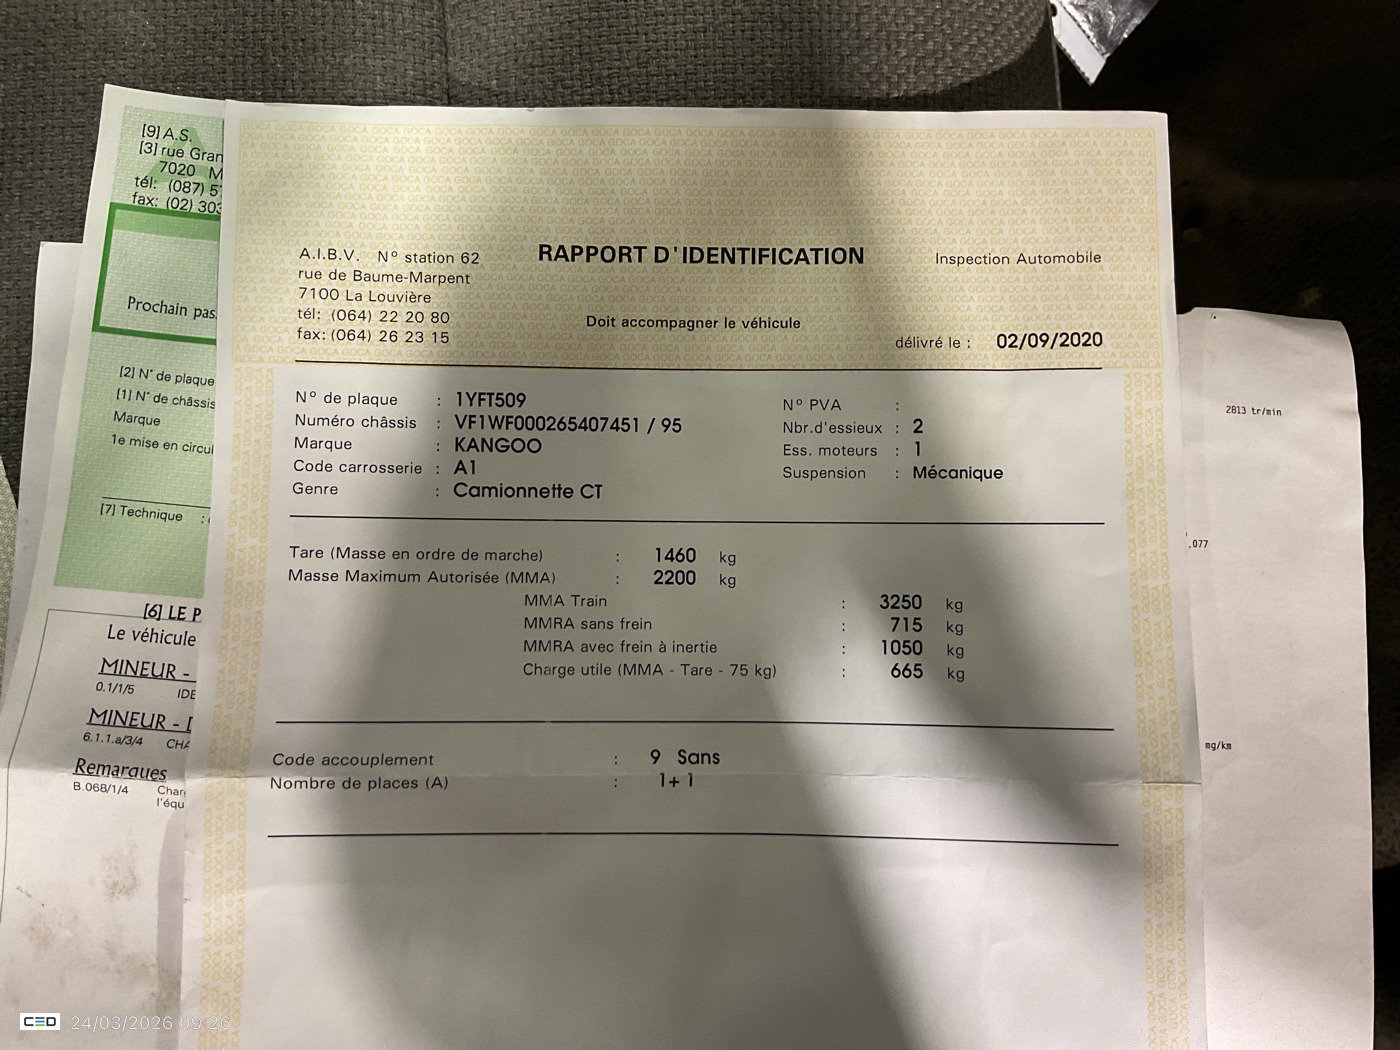 [9] A.S.
[3] rue Gran
7020 M
tél: (087) 5
fax: (02) 303
Prochain pas
[2] N° de plaque
[1] N° de châssis
Marque
1e mise en circul
[7] Technique :
[6] LE P
Le véhicule
MINEUR -
0.1/1/5 IDE
MINEUR - D
6.1.1.a/3/4 CHA
Remarques
B.068/1/4 Char
l'équ
A.I.B.V. N° station 62
rue de Baume-Marpent
7100 La Louvière
tél: (064) 22 20 80
fax: (064) 26 23 15
RAPPORT D'IDENTIFICATION
Doit accompagner le véhicule
Inspection Automobile
délivré le : 02/09/2020
N° de plaque : 1YFT509
Numéro châssis : VF1WF000265407451 / 95
Marque : KANGOO
Code carrosserie : A1
Genre : Camionnette CT
N° PVA :
Nbr.d'essieux : 2
Ess. moteurs : 1
Suspension : Mécanique
Tare (Masse en ordre de marche) : 1460 kg
Masse Maximum Autorisée (MMA) : 2200 kg
MMA Train : 3250 kg
MMRA sans frein : 715 kg
MMRA avec frein à inertie : 1050 kg
Charge utile (MMA - Tare - 75 kg) : 665 kg
Code accouplement : 9 Sans
Nombre de places (A) : 1+ 1
2813 tr/min
.077
mg/km
CED 24/03/2026 09:26